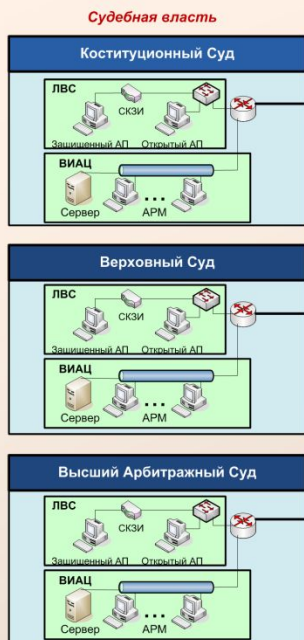 Судебная власть
Коституционный Суд
ЛВС
СКЗИ
Защищенный АП Открытый АП
ВИАЦ
...
Сервер АРМ
Верховный Суд
ЛВС
СКЗИ
Защищенный АП Открытый АП
ВИАЦ
...
Сервер АРМ
Высший Арбитражный Суд
ЛВС
СКЗИ
Защищенный АП Открытый АП
ВИАЦ
...
Сервер АРМ